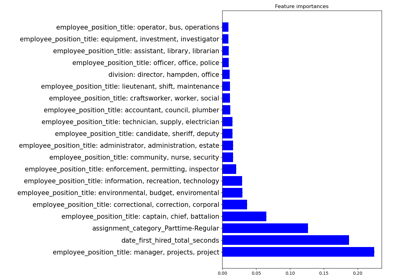 Feature importances
employee_position_title: operator, bus, operations
employee_position_title: equipment, investment, investigator
employee_position_title: assistant, library, librarian
employee_position_title: officer, office, police
division: director, hampden, office
employee_position_title: lieutenant, shift, maintenance
employee_position_title: craftsworker, worker, social
employee_position_title: accountant, council, plumber
employee_position_title: technician, supply, electrician
employee_position_title: candidate, sheriff, deputy
employee_position_title: administrator, administration, estate
employee_position_title: community, nurse, security
employee_position_title: enforcement, permitting, inspector
employee_position_title: information, recreation, technology
employee_position_title: environmental, budget, enviromental
employee_position_title: correctional, correction, corporal
employee_position_title: captain, chief, battalion
assignment_category_Parttime-Regular
date_first_hired_total_seconds
employee_position_title: manager, projects, project
0.00 0.05 0.10 0.15 0.20